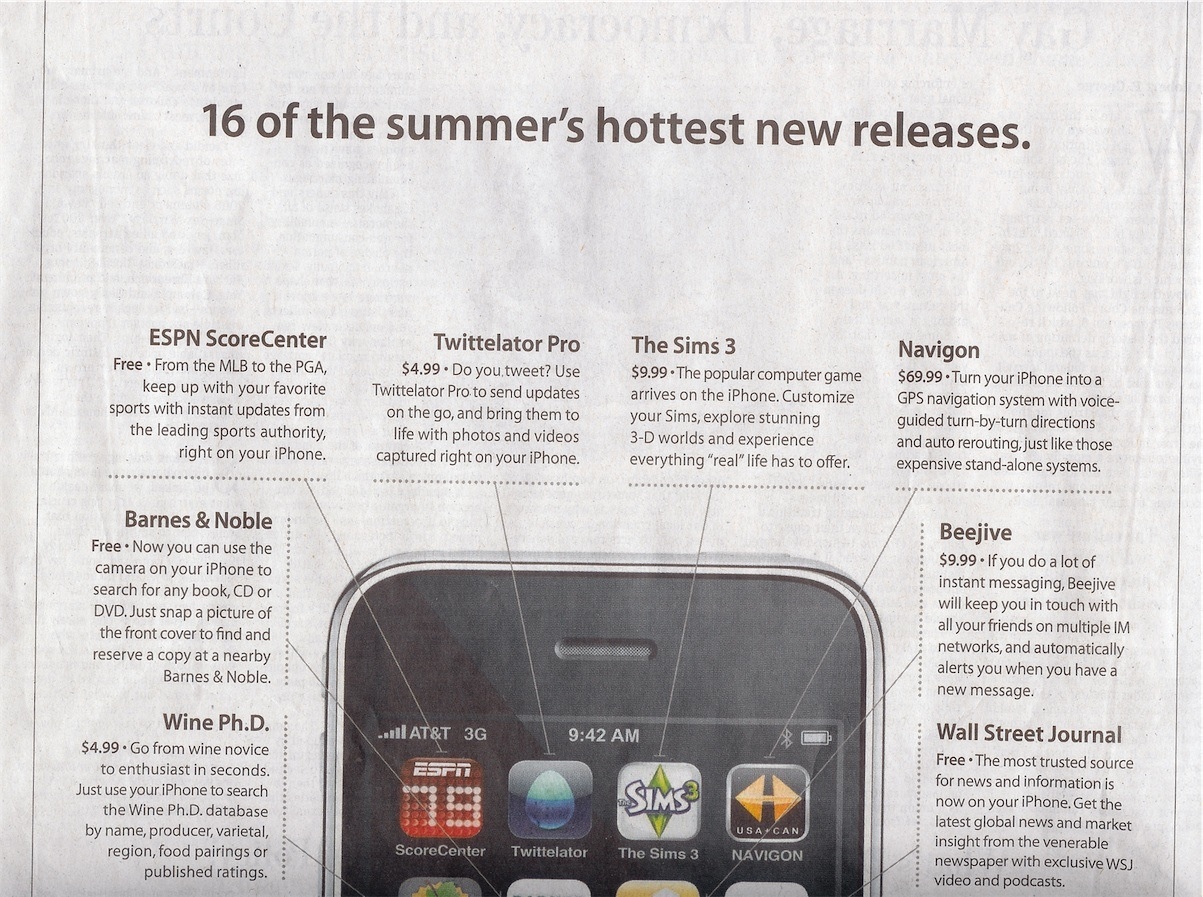 16 of the summer's hottest new releases.
ESPN ScoreCenter
Free • From the MLB to the PGA,
keep up with your favorite
sports with instant updates from
the leading sports authority,
right on your iPhone.
Twittelator Pro
$4.99 • Do you tweet? Use
Twittelator Pro to send updates
on the go, and bring them to
life with photos and videos
captured right on your iPhone.
The Sims 3
$9.99 • The popular computer game
arrives on the iPhone. Customize
your Sims, explore stunning
3-D worlds and experience
everything "real" life has to offer.
Navigon
$69.99 • Turn your iPhone into a
GPS navigation system with voice-
guided turn-by-turn directions
and auto rerouting, just like those
expensive stand-alone systems.
Barnes & Noble
Free • Now you can use the
camera on your iPhone to
search for any book, CD or
DVD. Just snap a picture of
the front cover to find and
reserve a copy at a nearby
Barnes & Noble.
Beejive
$9.99 • If you do a lot of
instant messaging, Beejive
will keep you in touch with
all your friends on multiple IM
networks, and automatically
alerts you when you have a
new message.
Wine Ph.D.
$4.99 • Go from wine novice
to enthusiast in seconds.
Just use your iPhone to search
the Wine Ph.D. database
by name, producer, varietal,
region, food pairings or
published ratings.
Wall Street Journal
Free • The most trusted source
for news and information is
now on your iPhone. Get the
latest global news and market
insight from the venerable
newspaper with exclusive WSJ
video and podcasts.
AT&T 3G 9:42 AM
ESPN
79
The SIMS 3
USA + CAN
ScoreCenter Twittelator The Sims 3 NAVIGON
Gay Marriage, Democracy, and the Courts